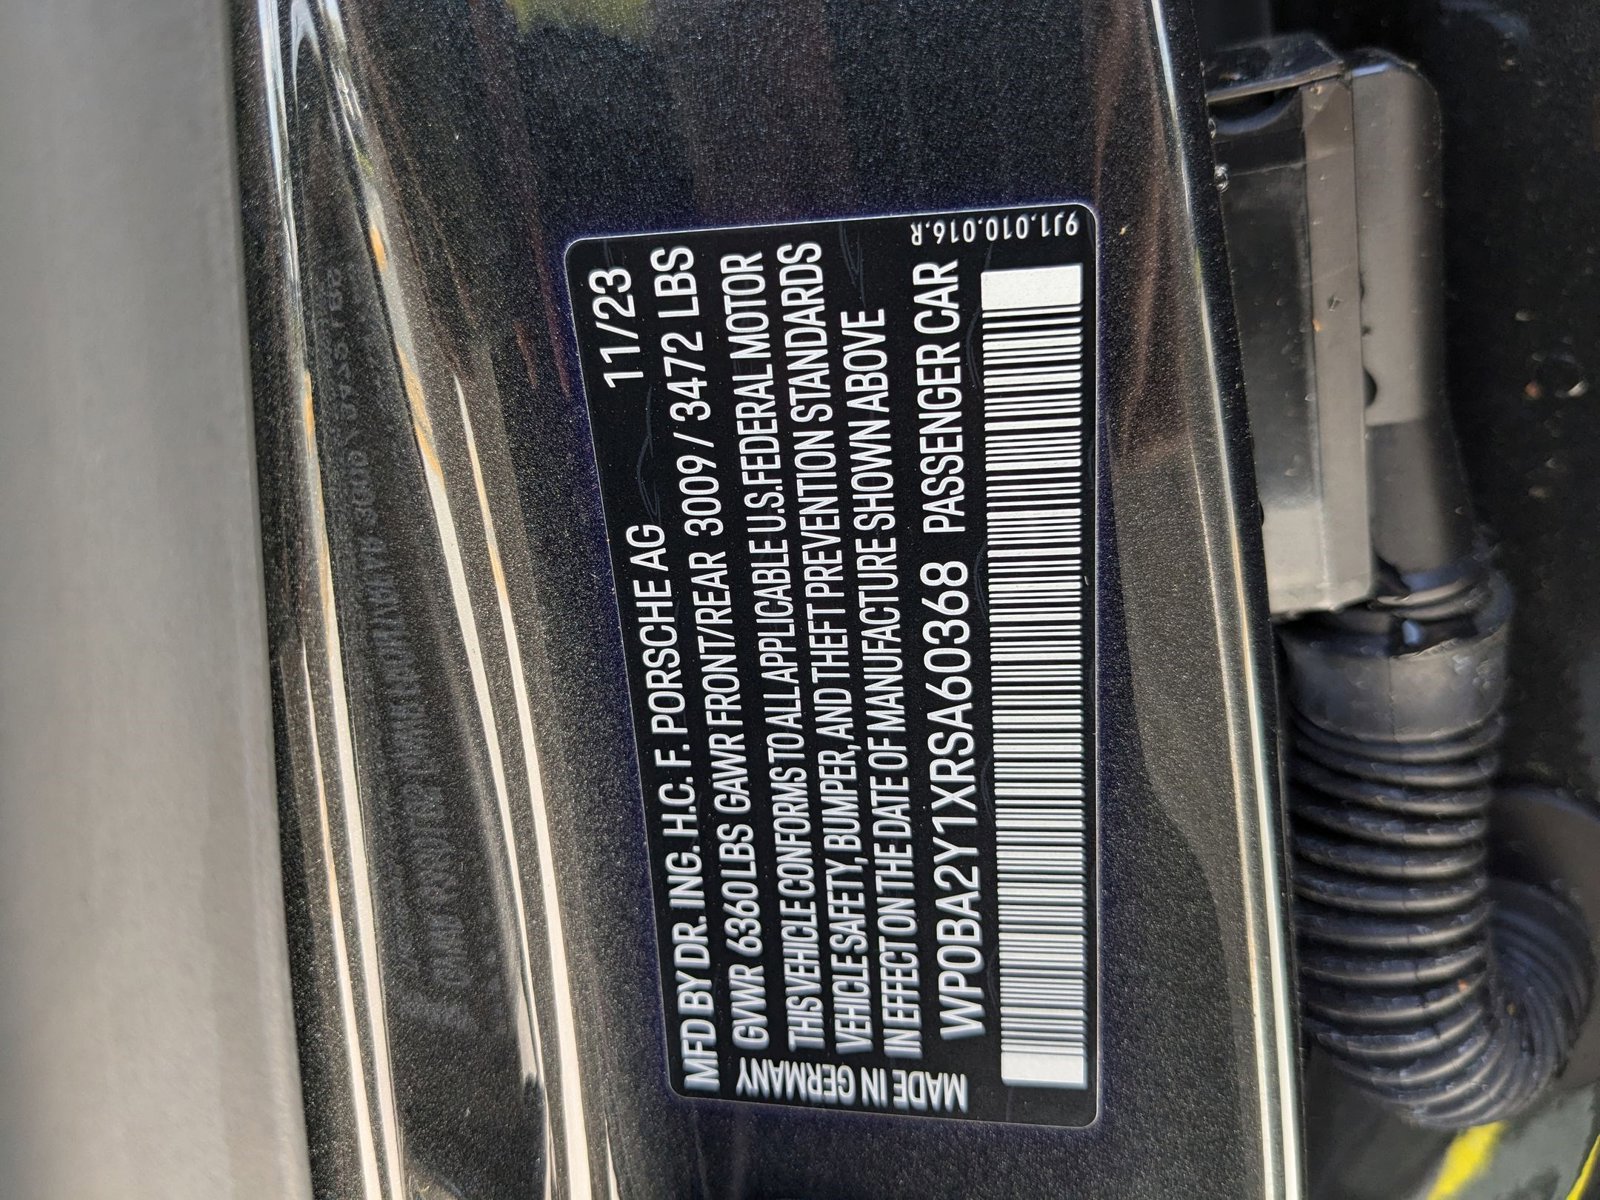 11/23
MFD BY DR. ING. H.C. F. PORSCHE AG
GVWR 6360 LBS GAWR FRONT/REAR 3009 / 3472 LBS
THIS VEHICLE CONFORMS TO ALL APPLICABLE U.S. FEDERAL MOTOR
VEHICLE SAFETY, BUMPER, AND THEFT PREVENTION STANDARDS
IN EFFECT ON THE DATE OF MANUFACTURE SHOWN ABOVE
WP0BA2Y1XRSA60368 PASSENGER CAR
MADE IN GERMANY
9J1.010.016.R